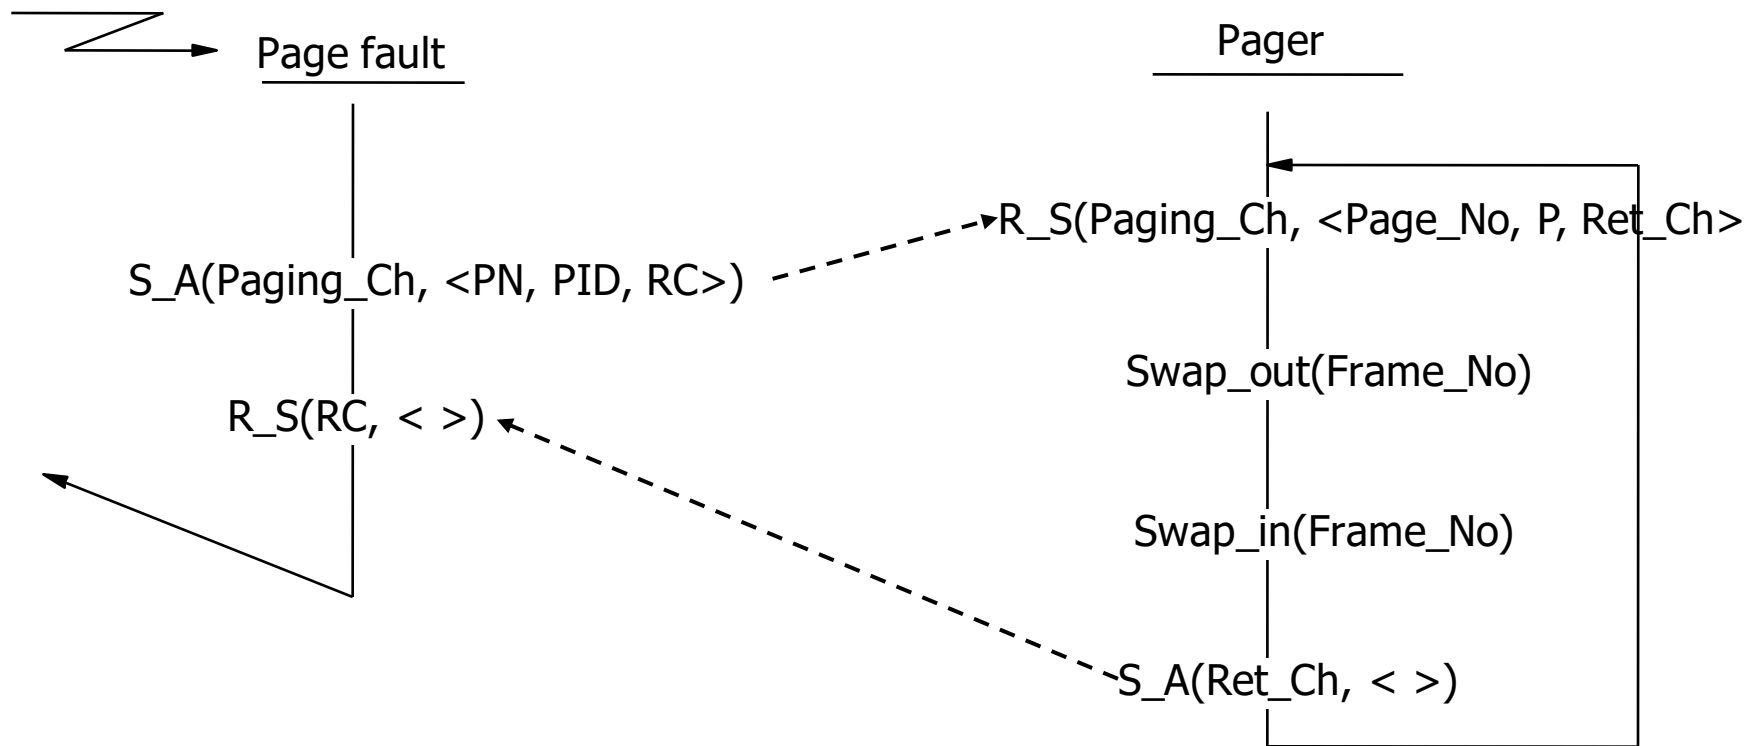 Page fault
Pager
R_S(Paging_Ch, <Page_No, P, Ret_Ch>
S_A(Paging_Ch, <PN, PID, RC>)
Swap_out(Frame_No)
R_S(RC, < >)
Swap_in(Frame_No)
S_A(Ret_Ch, < >)